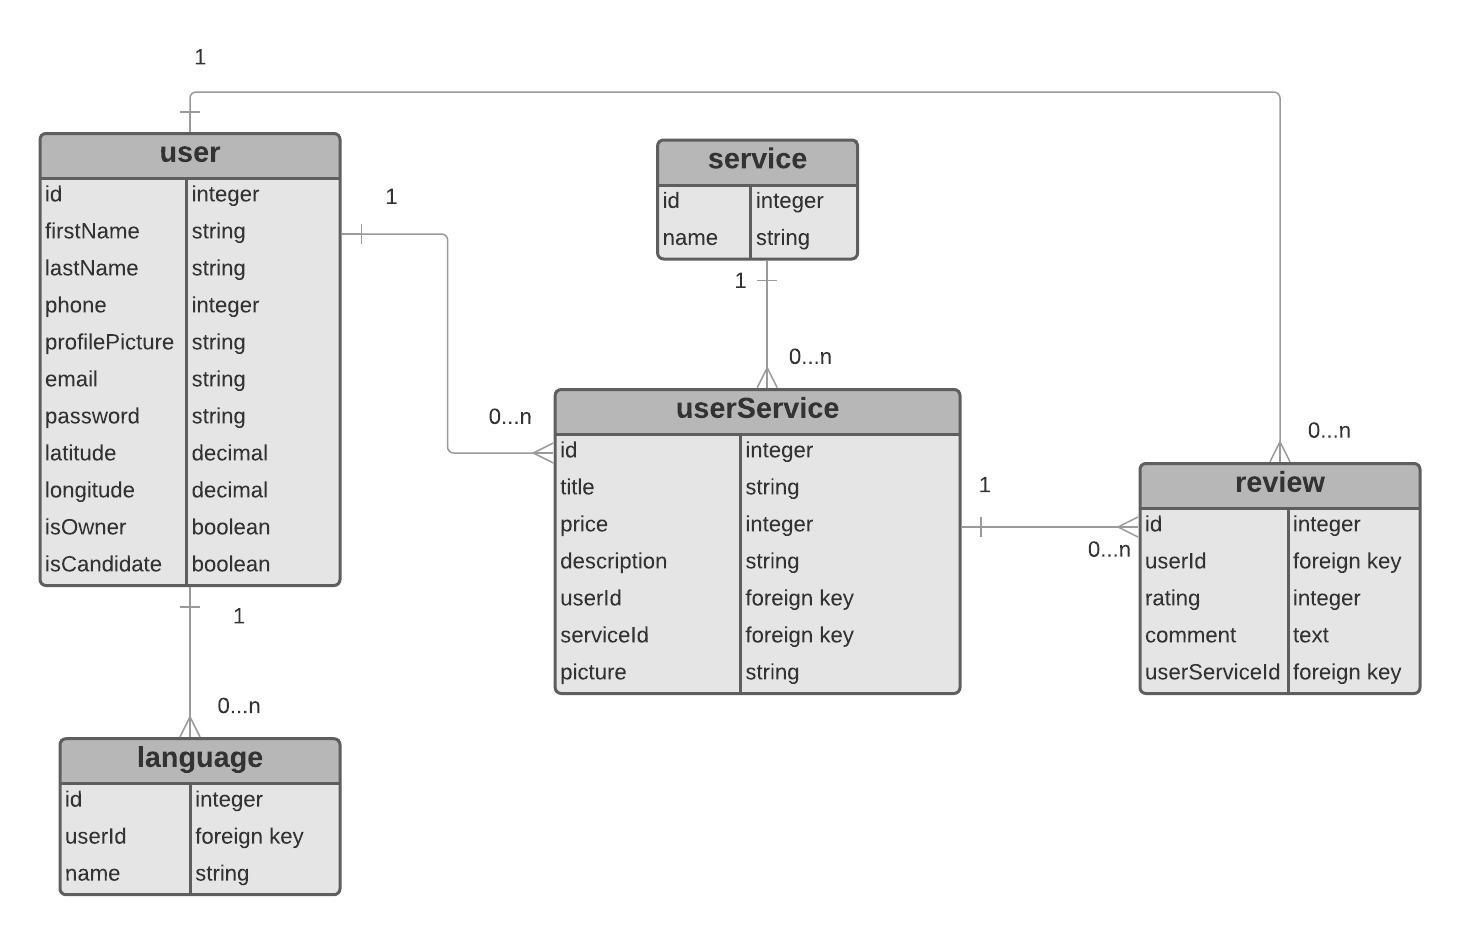 1
user
id integer
firstName string
lastName string
phone integer
profilePicture string
email string
password string
latitude decimal
longitude decimal
isOwner boolean
isCandidate boolean
1
service
id integer
name string
1
0...n
0...n
userService
id integer
title string
price integer
description string
userId foreign key
serviceId foreign key
picture string
1
0...n
0...n
review
id integer
userId foreign key
rating integer
comment text
userServiceId foreign key
1
0...n
language
id integer
userId foreign key
name string